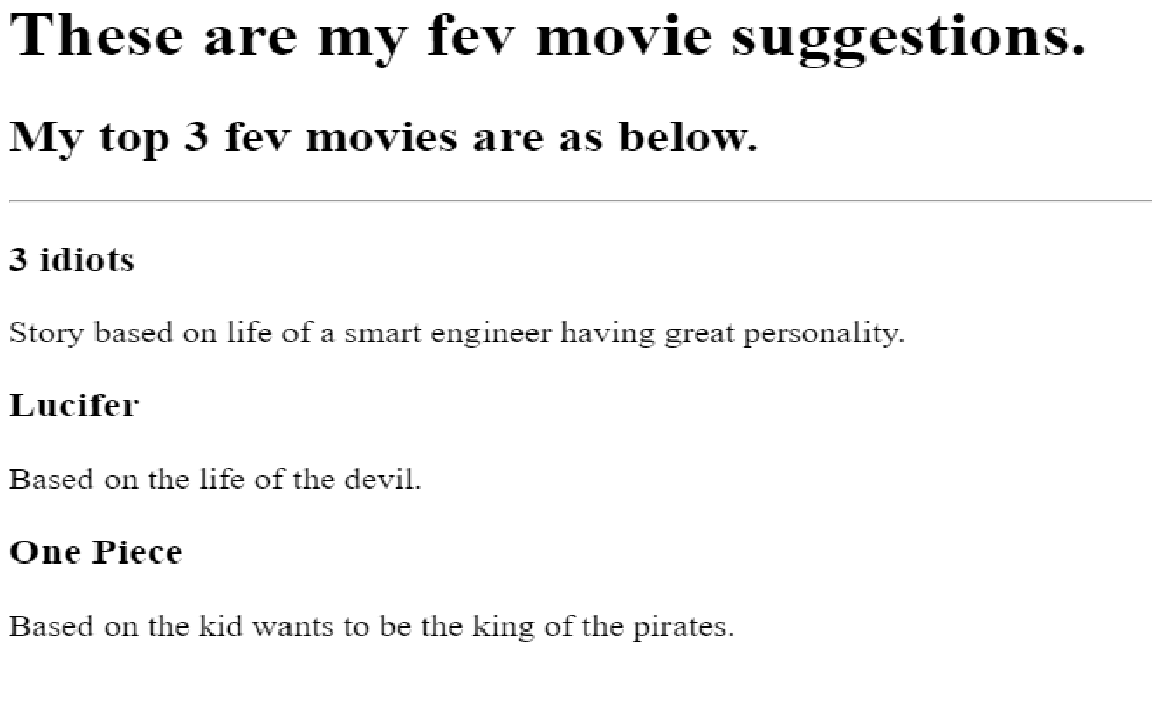 These are my fev movie suggestions.
My top 3 fev movies are as below.
3 idiots
Story based on life of a smart engineer having great personality.
Lucifer
Based on the life of the devil.
One Piece
Based on the kid wants to be the king of the pirates.